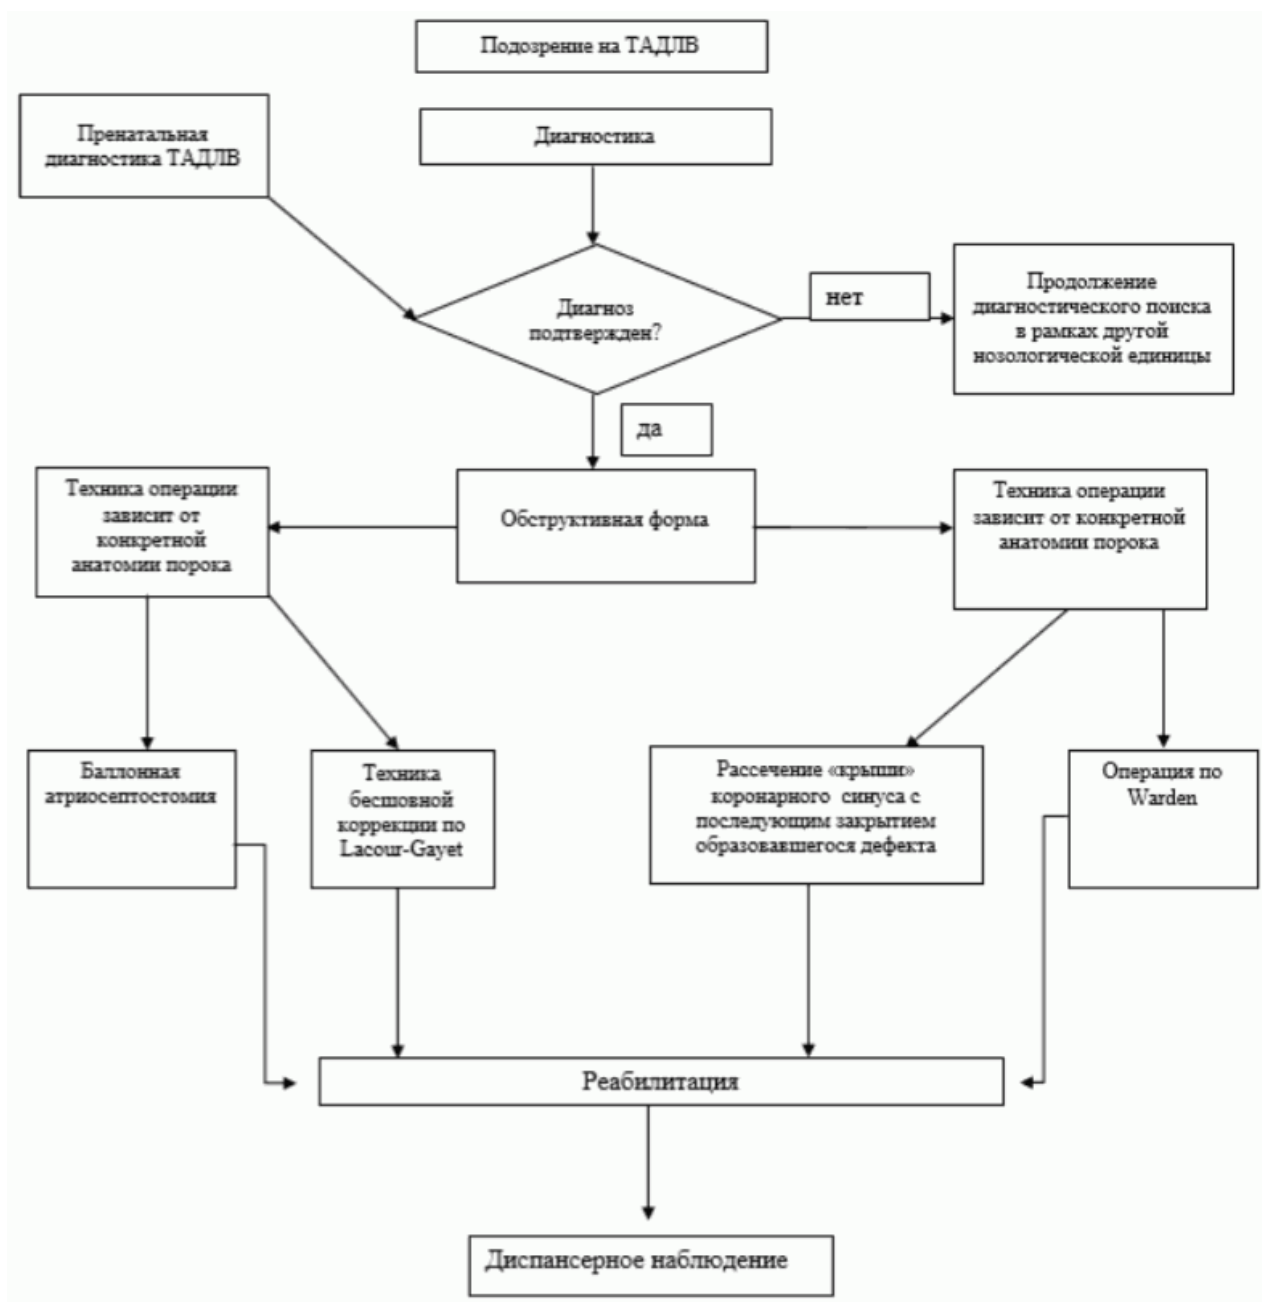 Подозрение на ТАДЛВ
Пренатальная
диагностика ТАДЛВ
Диагностика
Диагноз
подтвержден?
нет
Продолжение
диагностического поиска
в рамках другой
нозологической единицы
да
Техника операции
зависит от
конкретной
анатомии порока
Обструктивная форма
Техника операции
зависит от конкретной
анатомии порока
Баллонная
атриосептостомия
Техника
бесшовной
коррекции по
Lacour-Gayet
Рассечение «крыши»
коронарного синуса с
последующим закрытием
образовавшегося дефекта
Операция по
Warden
Реабилитация
Диспансерное наблюдение